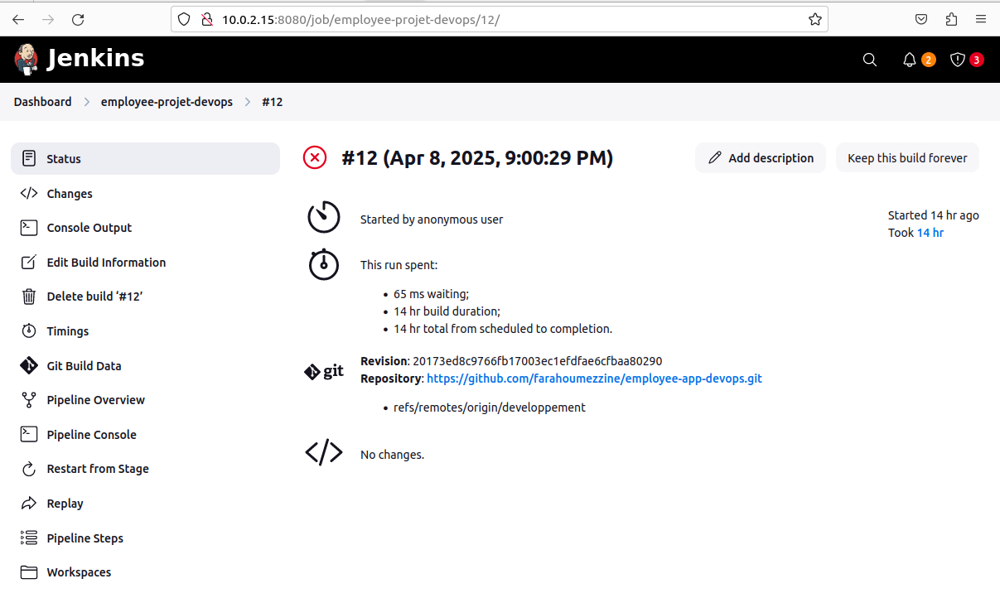 10.0.2.15:8080/job/employee-projet-devops/12/
Jenkins
2
3
Dashboard
employee-projet-devops
#12
Status
Changes
Console Output
Edit Build Information
Delete build ‘#12’
Timings
Git Build Data
Pipeline Overview
Pipeline Console
Restart from Stage
Replay
Pipeline Steps
Workspaces
#12 (Apr 8, 2025, 9:00:29 PM)
Add description
Keep this build forever
Started by anonymous user
Started 14 hr ago
Took 14 hr
This run spent:
• 65 ms waiting;
• 14 hr build duration;
• 14 hr total from scheduled to completion.
git
Revision: 20173ed8c9766fb17003ec1efdfae6cfbaa80290
Repository: https://github.com/farahoumezzine/employee-app-devops.git
• refs/remotes/origin/developpement
No changes.